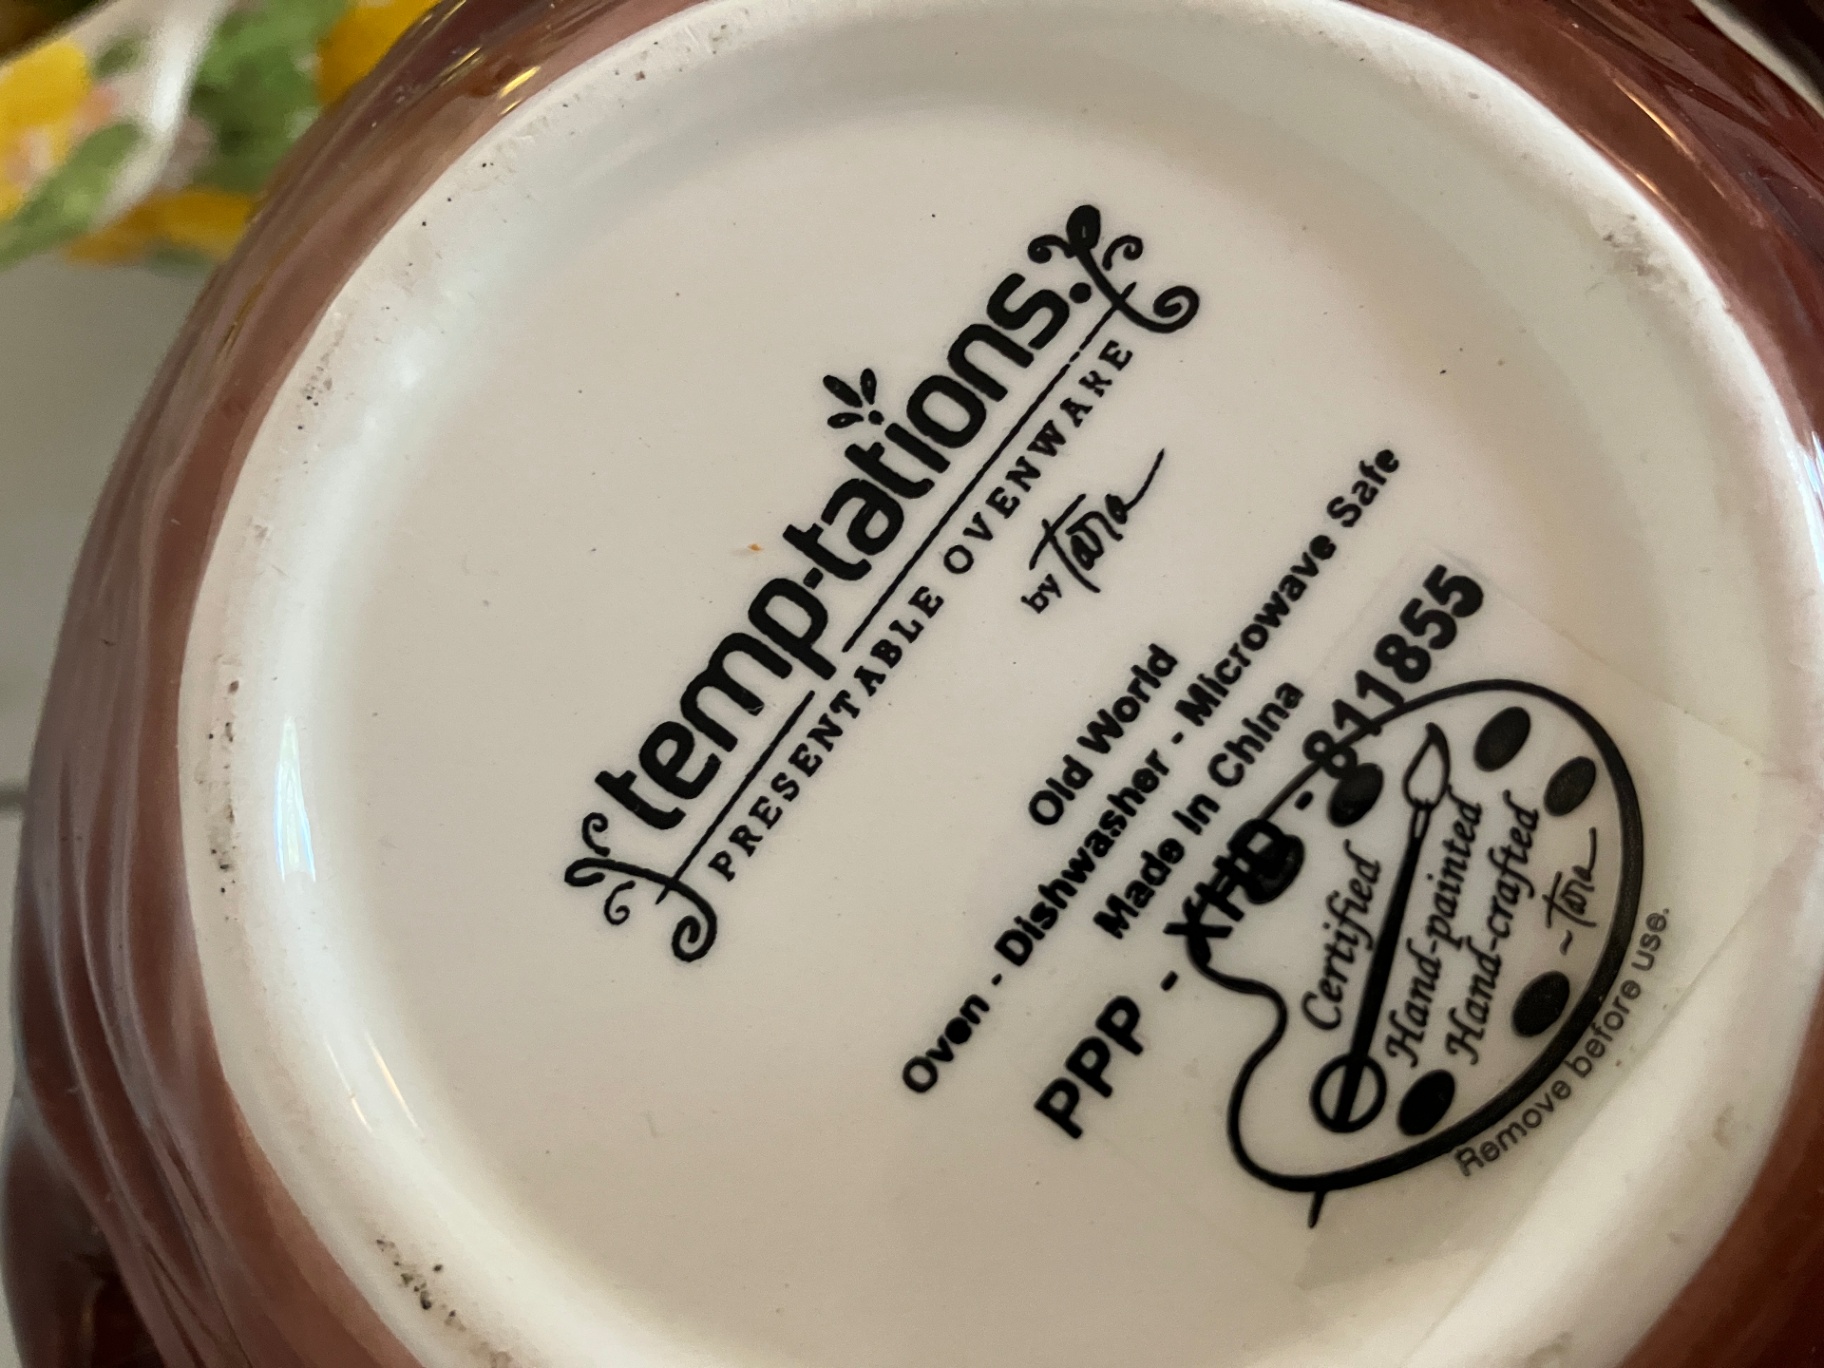 temp-tations.
PRESENTABLE OVENWARE
by Tara
Old World
Oven - Dishwasher - Microwave Safe
Made In China
PPP - XHD - 811855
Certified
Hand-painted
Hand-crafted
~ Tara
Remove before use.